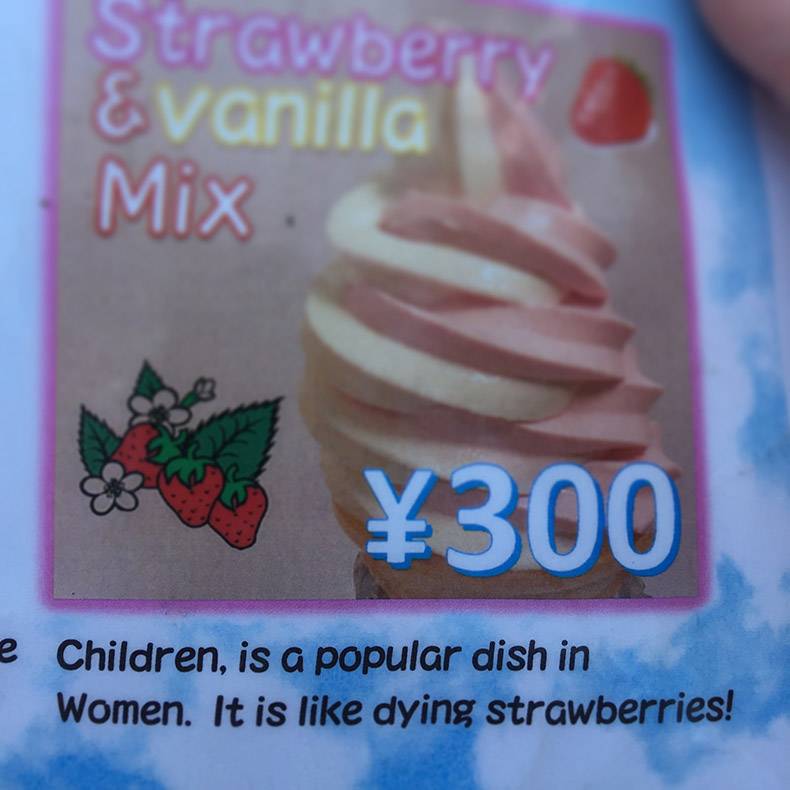 Strawberry
&vanilla
Mix
¥300
e
Children, is a popular dish in
Women. It is like dying strawberries!